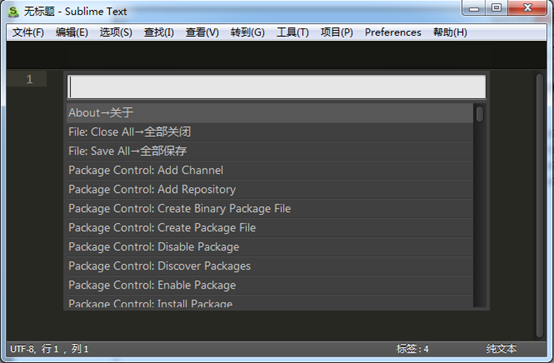 无标题 - Sublime Text
文件(F) 编辑(E) 选项(S) 查找(I) 查看(V) 转到(G) 工具(T) 项目(P) Preferences 帮助(H)
1
About→关于
File: Close All→全部关闭
File: Save All→全部保存
Package Control: Add Channel
Package Control: Add Repository
Package Control: Create Binary Package File
Package Control: Create Package File
Package Control: Disable Package
Package Control: Discover Packages
Package Control: Enable Package
Package Control: Install Package
UTF-8, 行 1 , 列 1 标签 : 4 纯文本